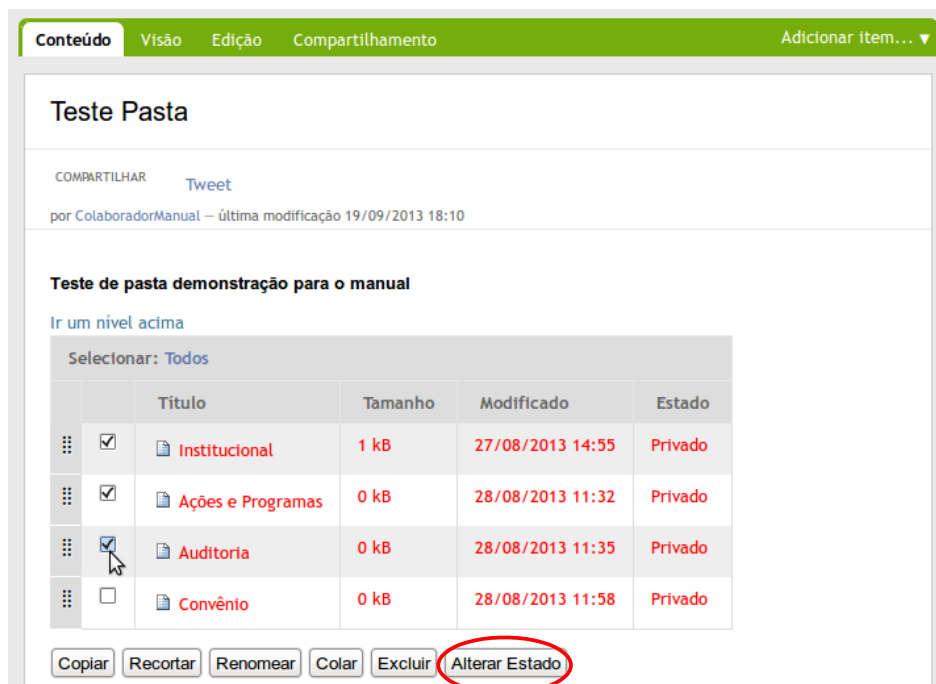 Conteúdo Visão Edição Compartilhamento Adicionar item... ▼
Teste Pasta
COMPARTILHAR Tweet
por ColaboradorManual — última modificação 19/09/2013 18:10
Teste de pasta demonstração para o manual
Ir um nível acima
Selecionar: Todos
Título Tamanho Modificado Estado
Institucional 1 kB 27/08/2013 14:55 Privado
Ações e Programas 0 kB 28/08/2013 11:32 Privado
Auditoria 0 kB 28/08/2013 11:35 Privado
Convênio 0 kB 28/08/2013 11:58 Privado
Copiar Recortar Renomear Colar Excluir Alterar Estado